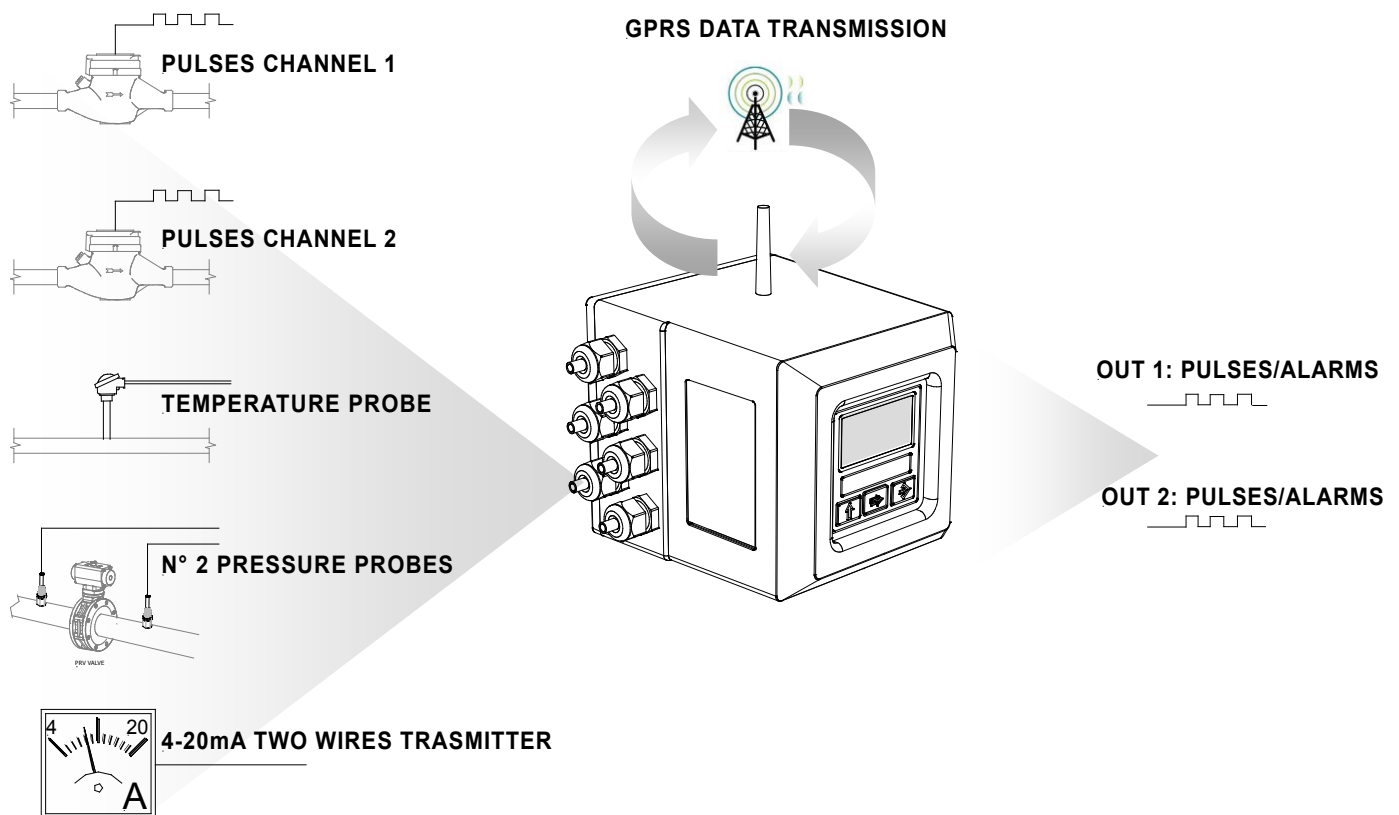 GPRS DATA TRANSMISSION
PULSES CHANNEL 1
PULSES CHANNEL 2
TEMPERATURE PROBE
N° 2 PRESSURE PROBES
PRV VALVE
4 20
A
4-20mA TWO WIRES TRASMITTER
OUT 1: PULSES/ALARMS
OUT 2: PULSES/ALARMS